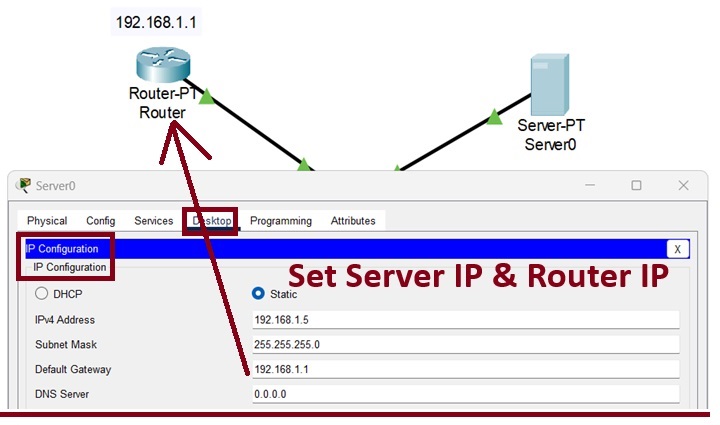 192.168.1.1
Router-PT
Router
Server-PT
Server0
Server0
Physical Config Services Desktop Programming Attributes
IP Configuration X
IP Configuration
Set Server IP & Router IP
DHCP Static
IPv4 Address 192.168.1.5
Subnet Mask 255.255.255.0
Default Gateway 192.168.1.1
DNS Server 0.0.0.0